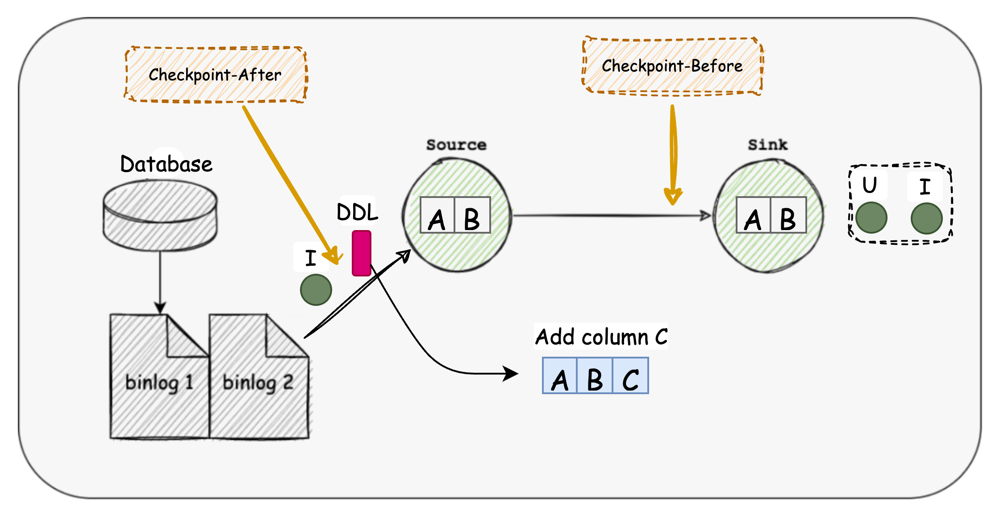 Checkpoint-After
Checkpoint-Before
Source
Sink
Database
DDL
U
I
A B
A B
I
Add column C
A B C
binlog 1
binlog 2